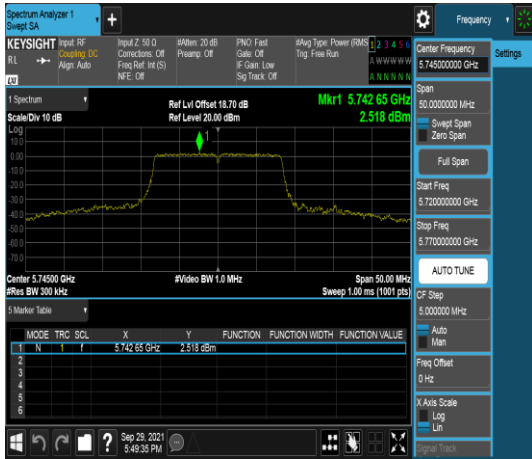 Spectrum Analyzer 1
Swept SA
Frequency
KEYSIGHT
RL
LXI
Input: RF
Coupling: DC
Align: Auto
Input Z: 50 Ω
Corrections: Off
Freq Ref: Int (S)
NFE: Off
#Atten: 20 dB
Preamp: Off
PNO: Fast
Gate: Off
IF Gain: Low
Sig Track: Off
#Avg Type: Power (RMS
Trig: Free Run
1 2 3 4 5 6
A W W W W W
A N N N N N
Center Frequency
5.745000000 GHz
Settings
Span
50.0000000 MHz
Swept Span
Zero Span
Full Span
Start Freq
5.720000000 GHz
Stop Freq
5.770000000 GHz
AUTO TUNE
CF Step
5.000000 MHz
Auto
Man
Freq Offset
0 Hz
X Axis Scale
Log
Lin
Signal Track
1 Spectrum
Scale/Div 10 dB
Ref Lvl Offset 18.70 dB
Ref Level 20.00 dBm
Mkr1 5.742 65 GHz
2.518 dBm
Log
10.0
0.00
-10.0
-20.0
-30.0
-40.0
-50.0
-60.0
-70.0
1
Center 5.74500 GHz
#Res BW 300 kHz
#Video BW 1.0 MHz
Span 50.00 MHz
Sweep 1.00 ms (1001 pts)
5 Marker Table
MODE TRC SCL X Y FUNCTION FUNCTION WIDTH FUNCTION VALUE
1 N 1 f 5.742 65 GHz 2.518 dBm
2
3
4
5
6
?
Sep 29, 2021
5:49:35 PM